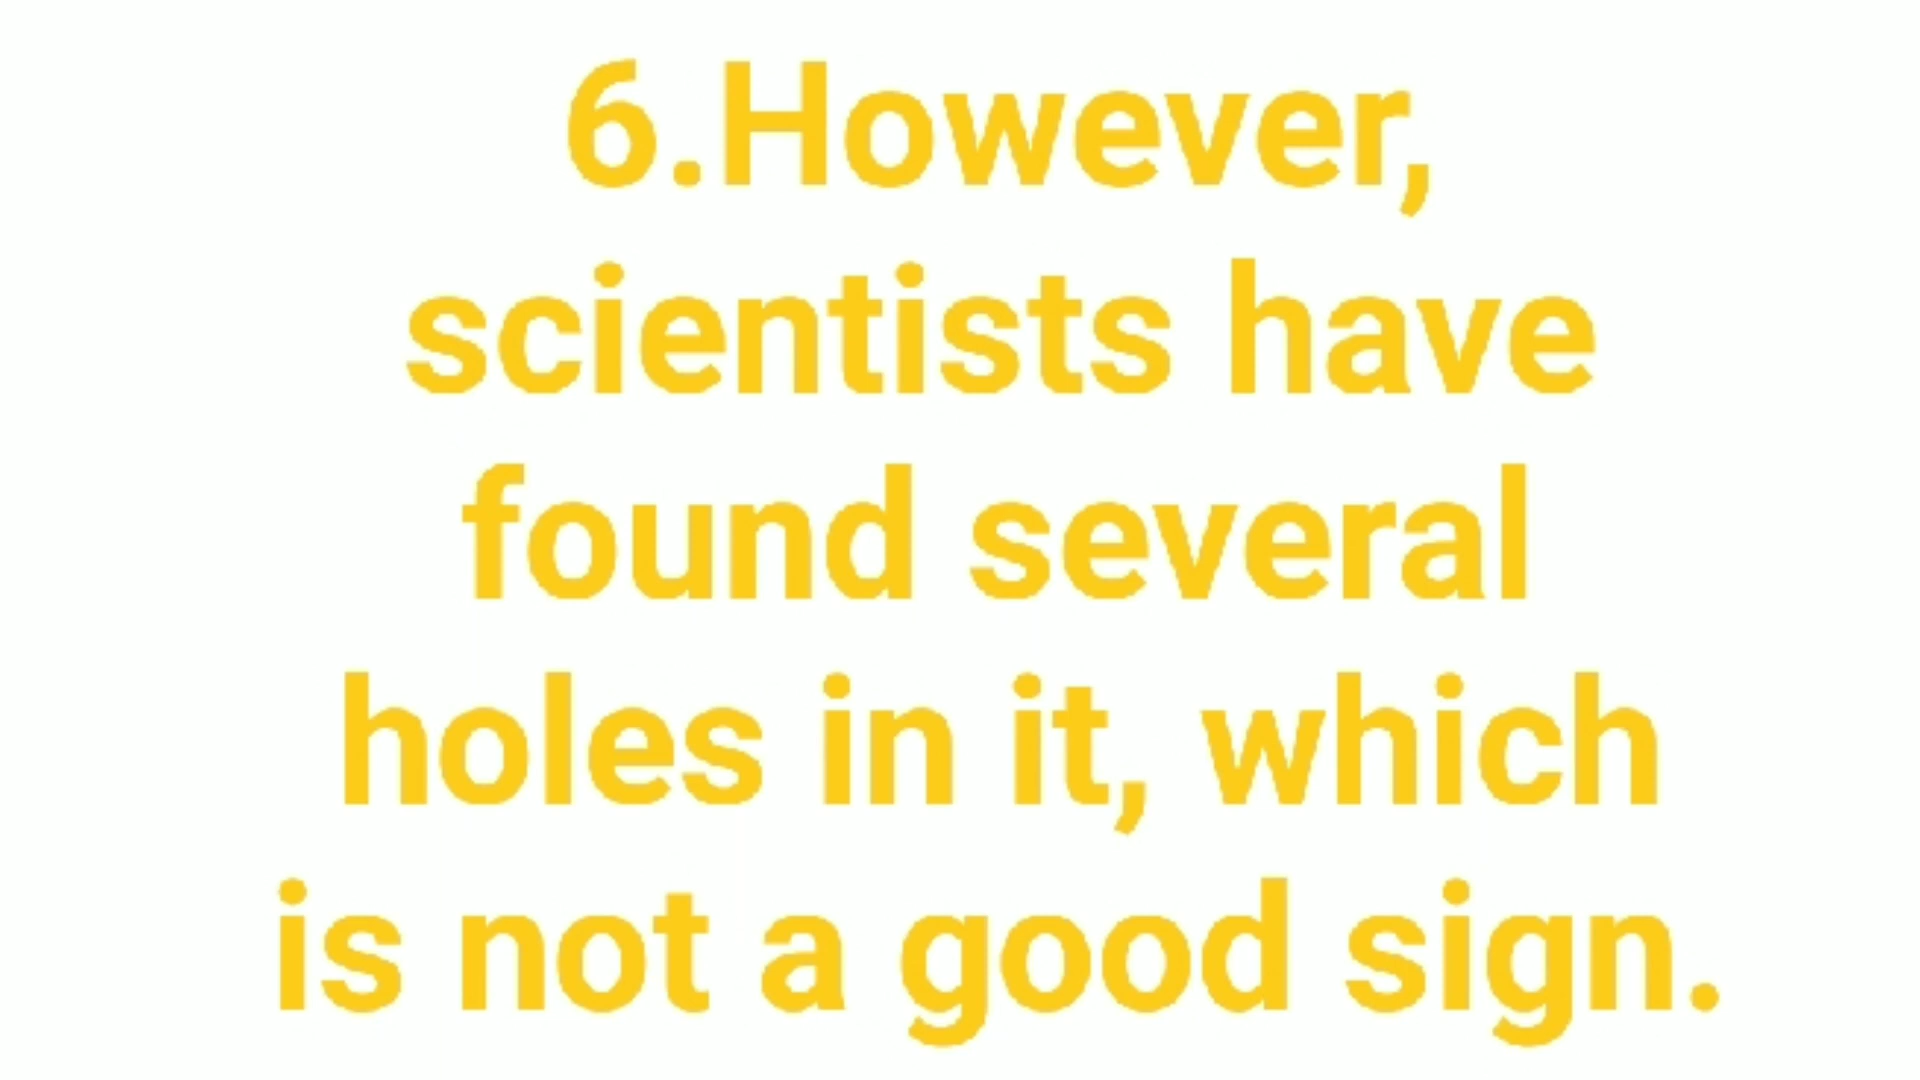 6.However,
scientists have
found several
holes in it, which
is not a good sign.